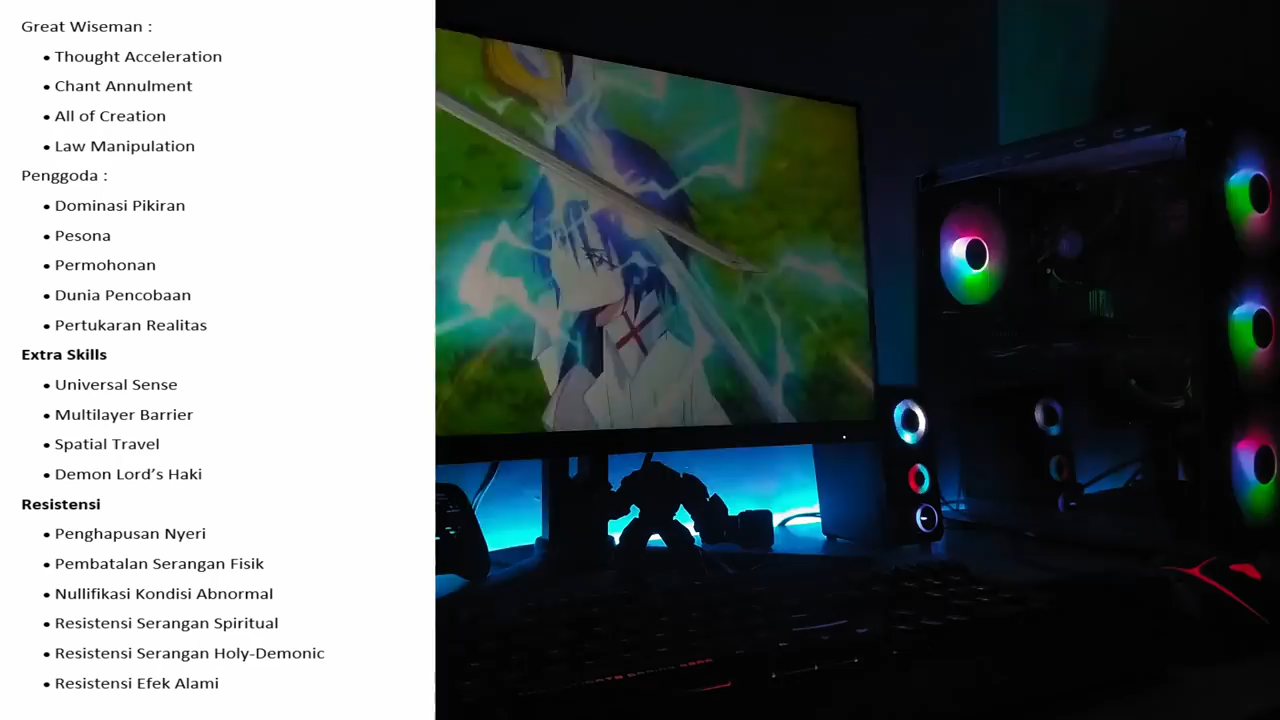 Great Wiseman :
• Thought Acceleration
• Chant Annulment
• All of Creation
• Law Manipulation
Penggoda :
• Dominasi Pikiran
• Pesona
• Permohonan
• Dunia Pencobaan
• Pertukaran Realitas
Extra Skills
• Universal Sense
• Multilayer Barrier
• Spatial Travel
• Demon Lord’s Haki
Resistensi
• Penghapusan Nyeri
• Pembatalan Serangan Fisik
• Nullifikasi Kondisi Abnormal
• Resistensi Serangan Spiritual
• Resistensi Serangan Holy-Demonic
• Resistensi Efek Alami